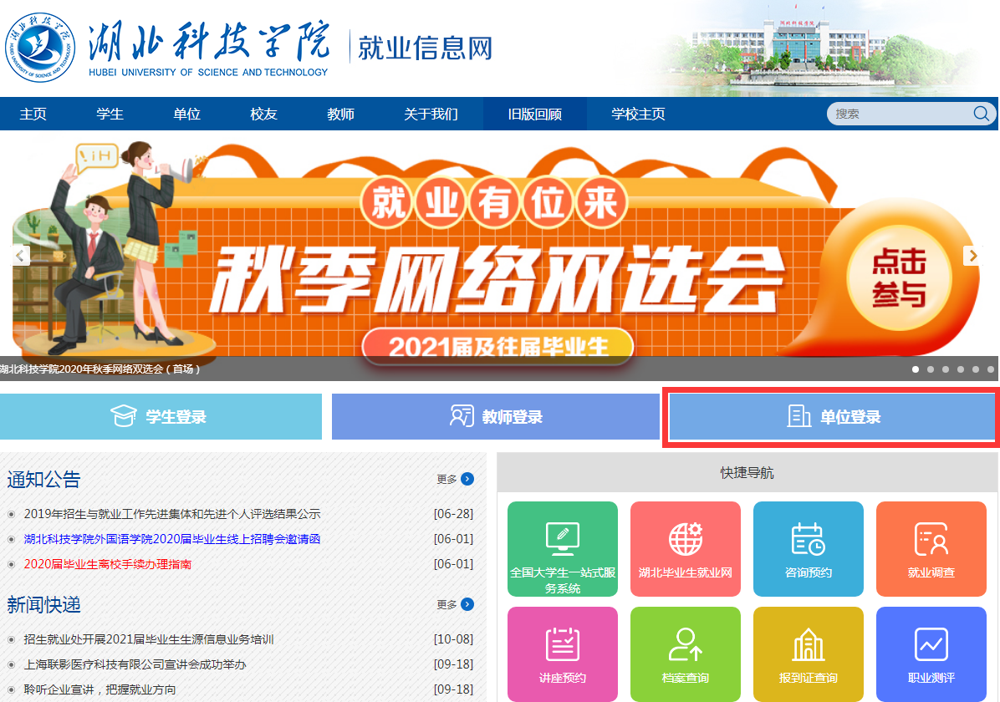 湖北科技学院
就业信息网
HUBEI UNIVERSITY OF SCIENCE AND TECHNOLOGY
主页 学生 单位 校友 教师 关于我们 旧版回顾 学校主页 搜索
Hi!
就业有位来
秋季网络双选会
点击
参与
2021届及往届毕业生
湖北科技学院2020年秋季网络双选会（首场）
学生登录 教师登录 单位登录
通知公告 更多
2019年招生与就业工作先进集体和先进个人评选结果公示 [06-28]
湖北科技学院外国语学院2020届毕业生线上招聘会邀请函 [06-01]
2020届毕业生离校手续办理指南 [06-01]
新闻快递 更多
招生就业处开展2021届毕业生生源信息业务培训 [10-08]
上海联影医疗科技有限公司宣讲会成功举办 [09-18]
聆听企业宣讲，把握就业方向 [09-18]
快捷导航
全国大学生一站式服
务系统
湖北毕业生就业网
咨询预约
就业调查
讲座预约
档案查询
报到证查询
职业测评